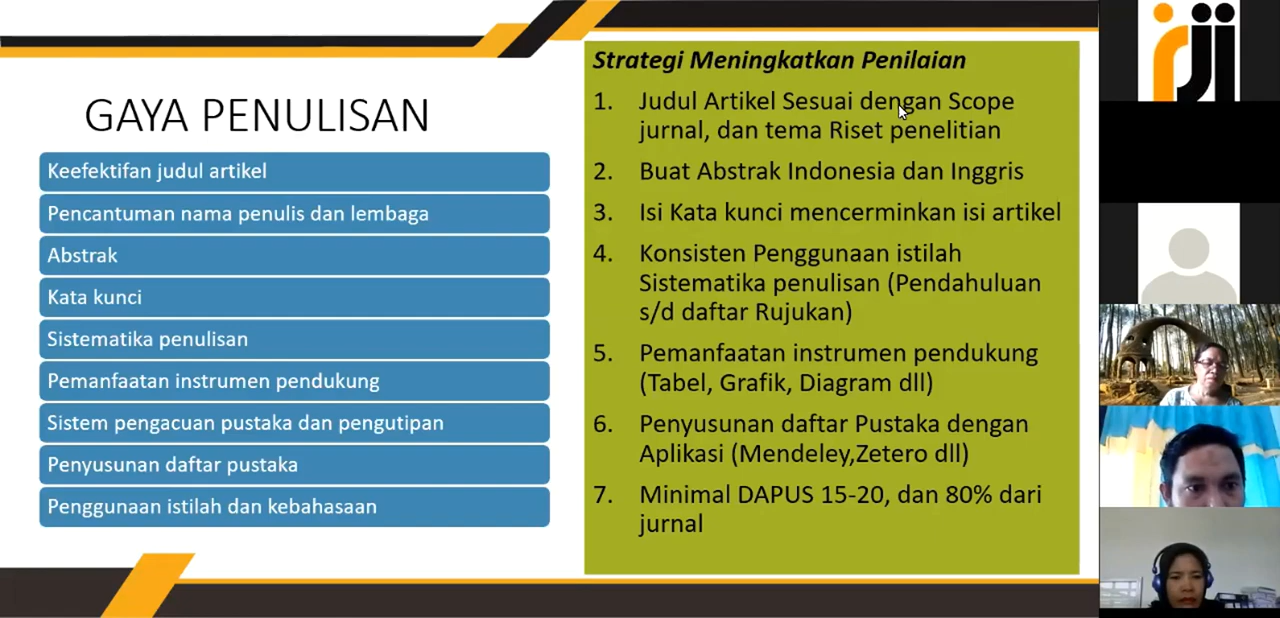 GAYA PENULISAN
Keefektifan judul artikel
Pencantuman nama penulis dan lembaga
Abstrak
Kata kunci
Sistematika penulisan
Pemanfaatan instrumen pendukung
Sistem pengacuan pustaka dan pengutipan
Penyusunan daftar pustaka
Penggunaan istilah dan kebahasaan
Strategi Meningkatkan Penilaian
1. Judul Artikel Sesuai dengan Scope
jurnal, dan tema Riset penelitian
2. Buat Abstrak Indonesia dan Inggris
3. Isi Kata kunci mencerminkan isi artikel
4. Konsisten Penggunaan istilah
Sistematika penulisan (Pendahuluan
s/d daftar Rujukan)
5. Pemanfaatan instrumen pendukung
(Tabel, Grafik, Diagram dll)
6. Penyusunan daftar Pustaka dengan
Aplikasi (Mendeley,Zetero dll)
7. Minimal DAPUS 15-20, dan 80% dari
jurnal
rji